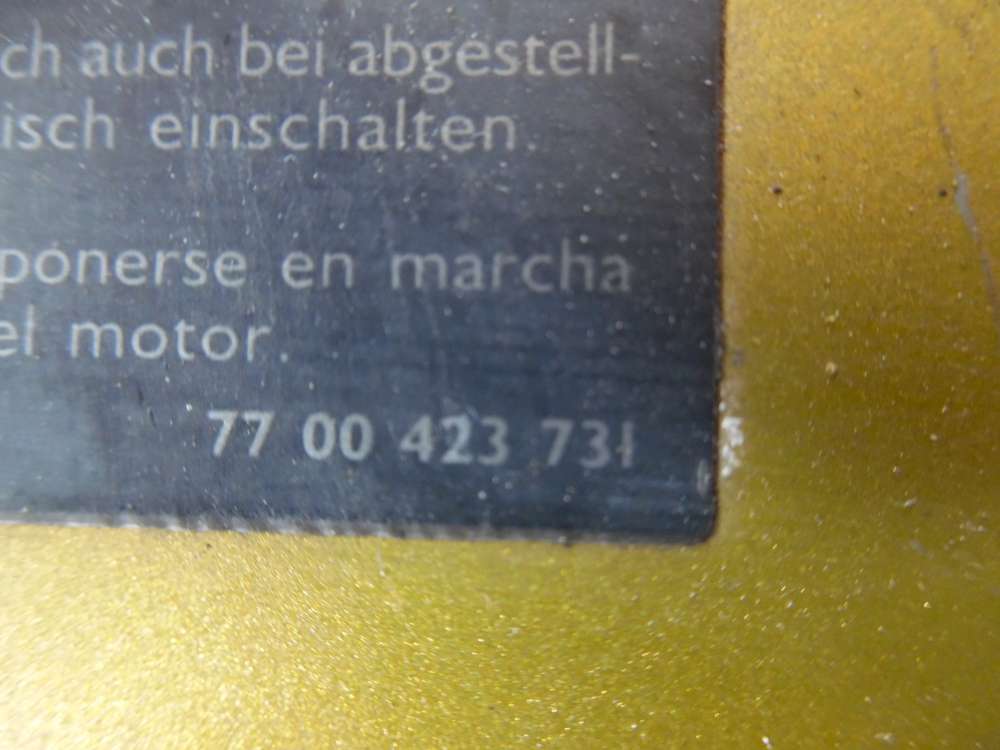 ch auch bei abgestell-
isch einschalten.
ponerse en marcha
el motor.
77 00 423 731